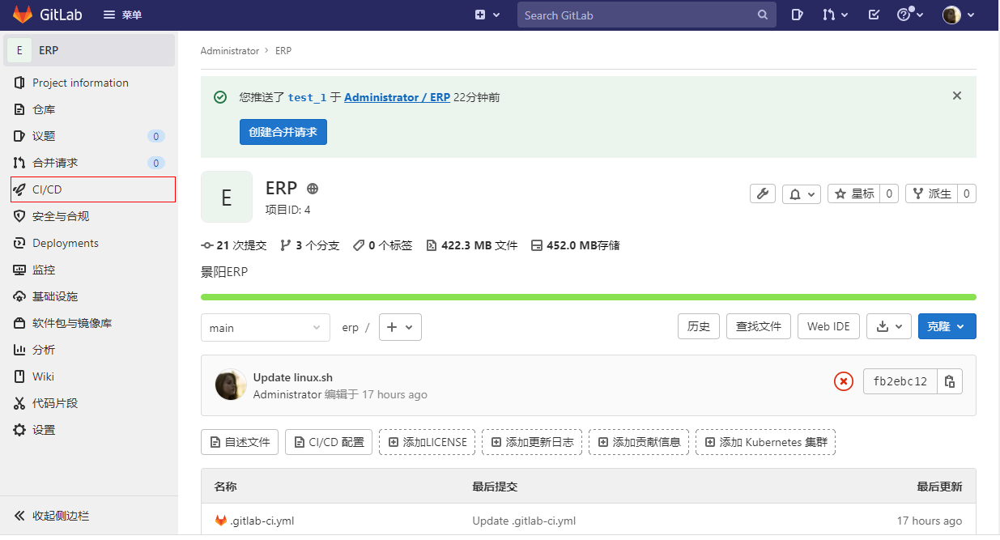 GitLab 菜单 Search GitLab
E ERP
Project information
仓库
议题 0
合并请求 0
CI/CD
安全与合规
Deployments
监控
基础设施
软件包与镜像库
分析
Wiki
代码片段
设置
收起侧边栏
Administrator > ERP
您推送了 test_1 于 Administrator / ERP 22分钟前
创建合并请求
E
ERP
项目ID: 4
星标 0 派生 0
21 次提交 3 个分支 0 个标签 422.3 MB 文件 452.0 MB存储
景阳ERP
main erp / + 历史 查找文件 Web IDE 克隆
Update linux.sh
Administrator 编辑于 17 hours ago
fb2ebc12
自述文件 CI/CD 配置 添加LICENSE 添加更新日志 添加贡献信息 添加 Kubernetes 集群
名称 最后提交 最后更新
.gitlab-ci.yml Update .gitlab-ci.yml 17 hours ago